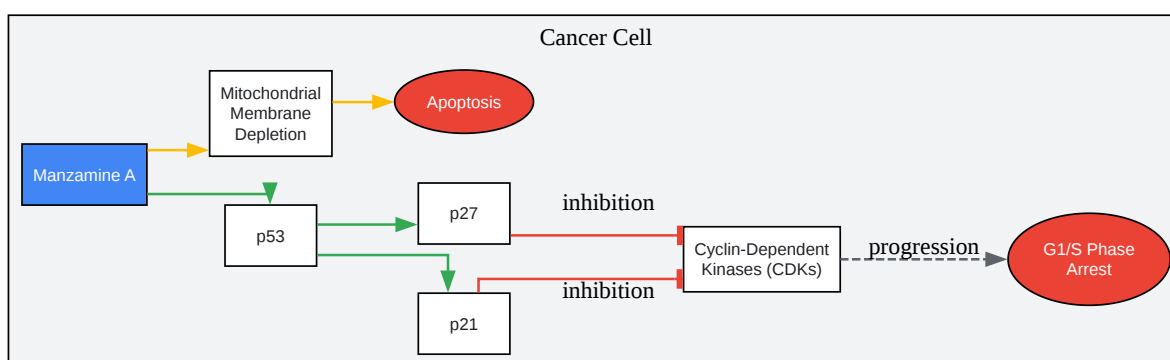 Cancer Cell
Mitochondrial
Membrane
Depletion
Apoptosis
Manzamine A
p53
p27
p21
inhibition
inhibition
Cyclin-Dependent
Kinases (CDKs)
progression
G1/S Phase
Arrest